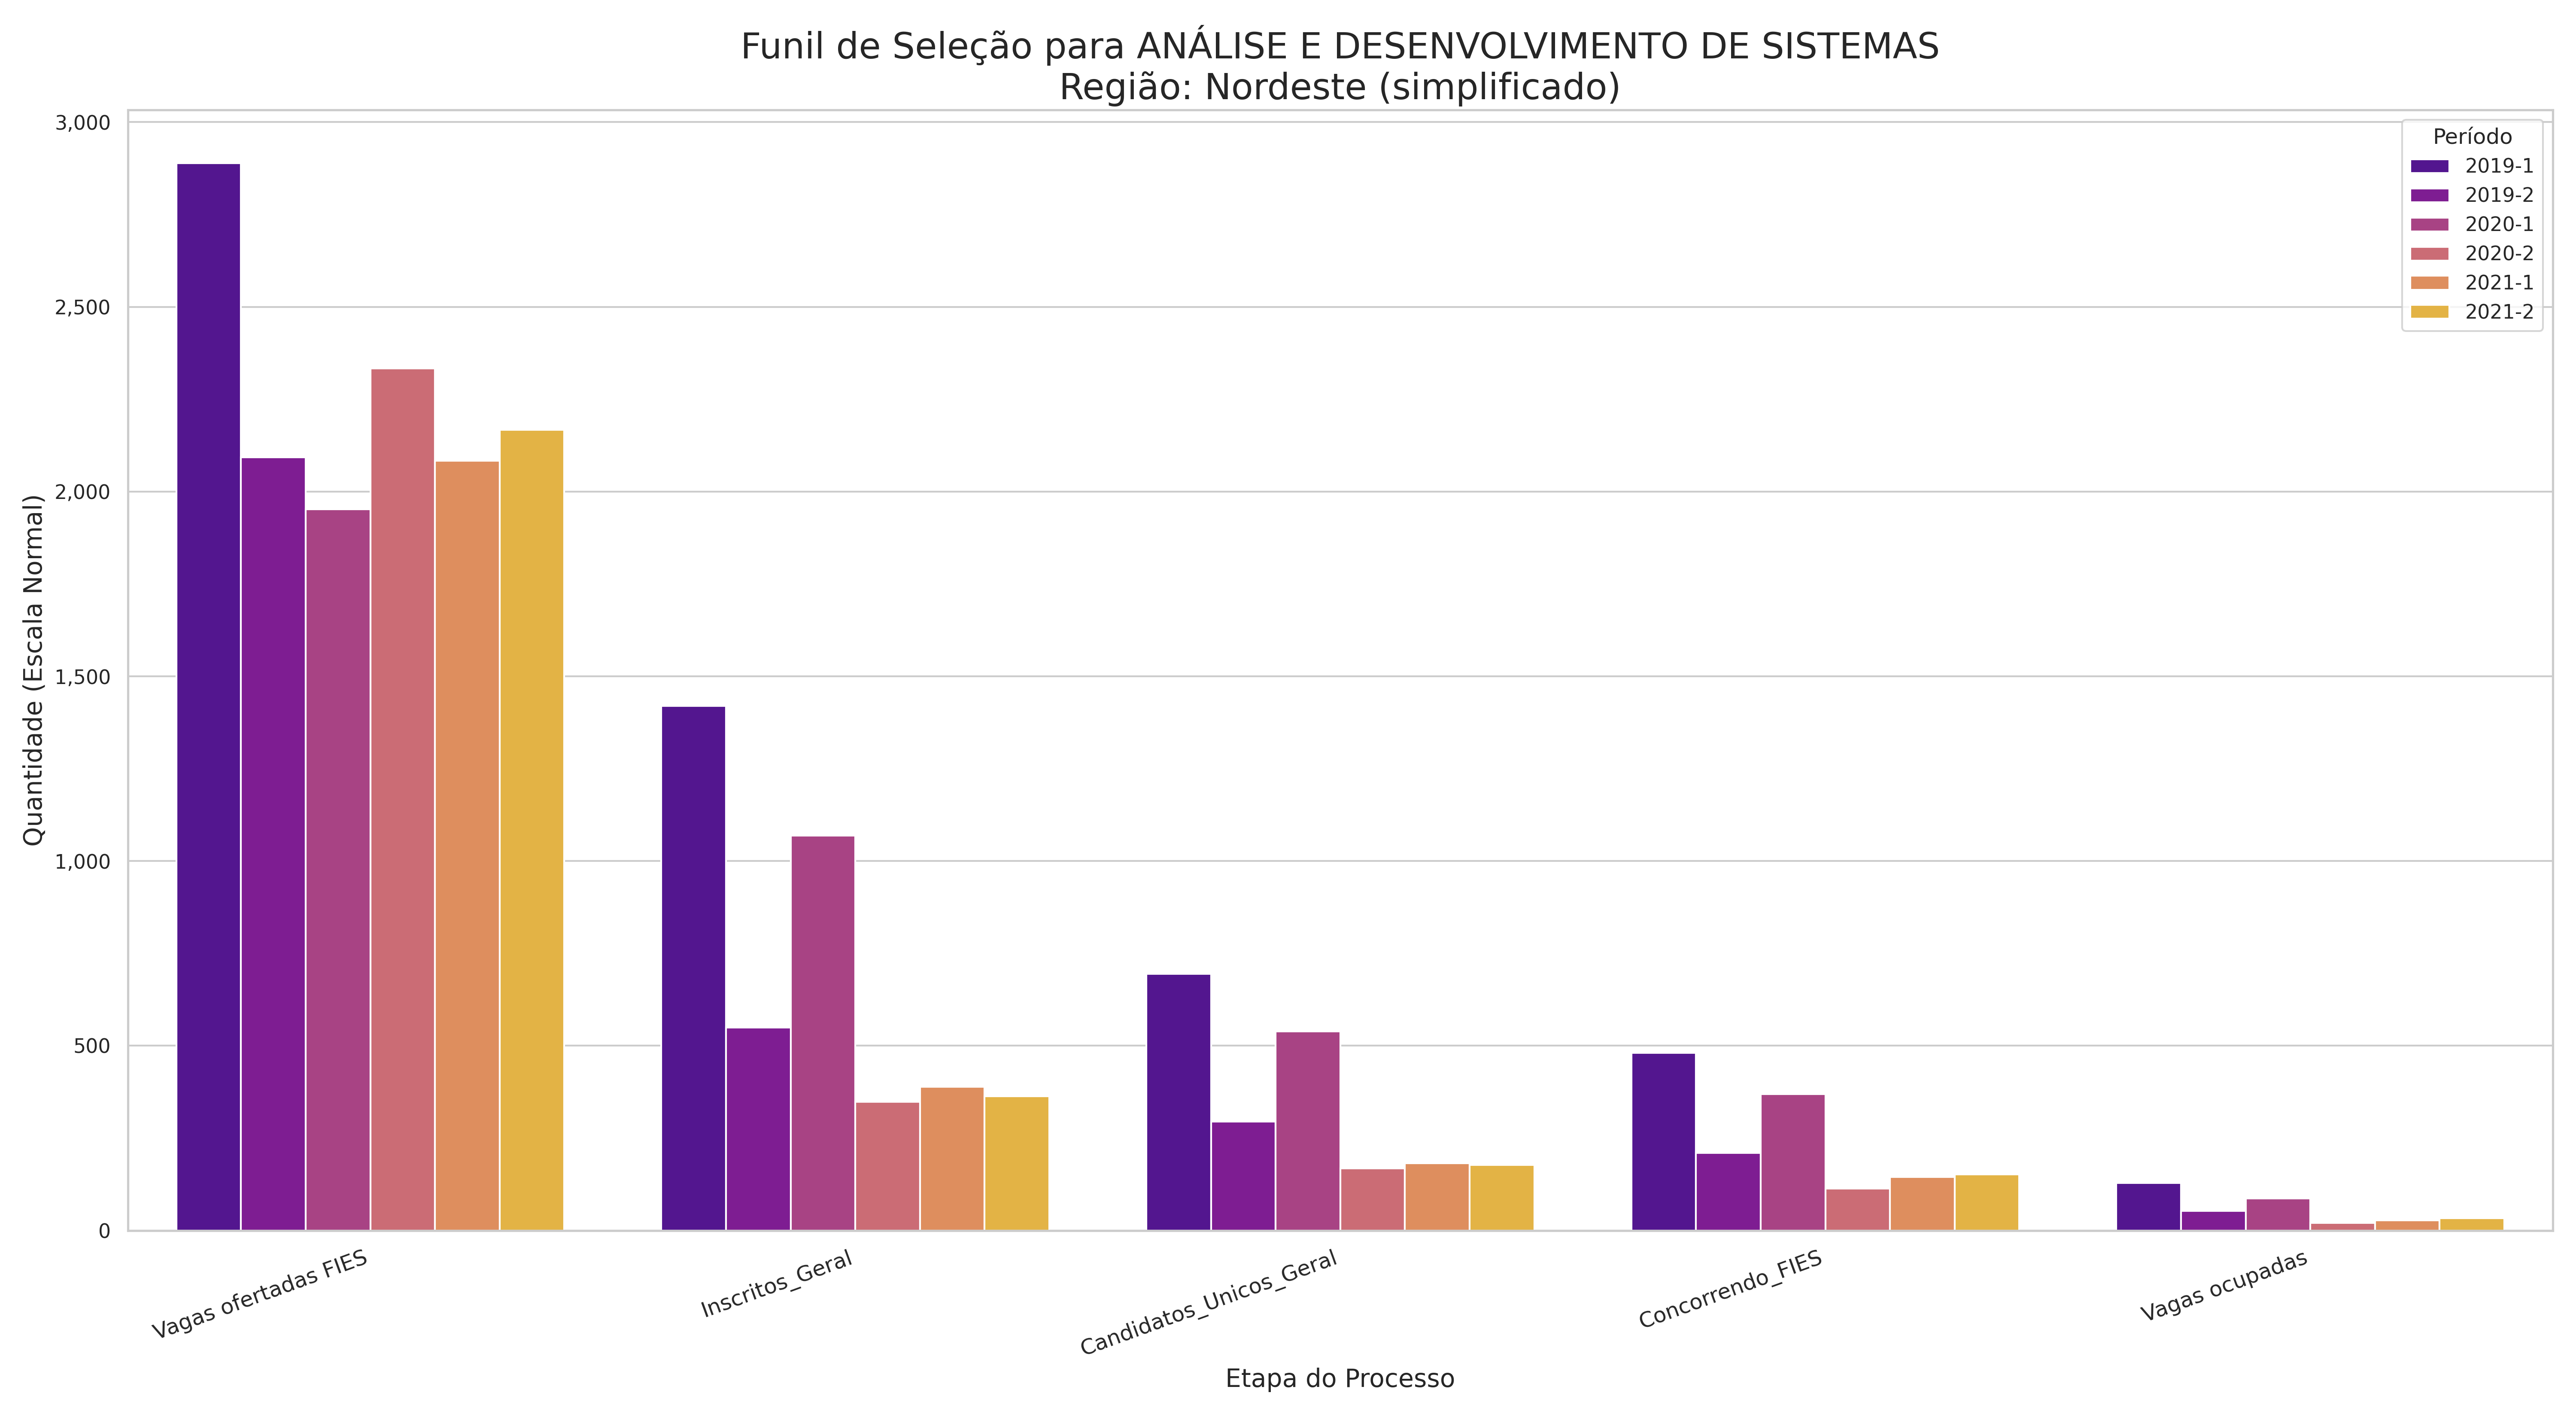 Funil de Seleção para ANÁLISE E DESENVOLVIMENTO DE SISTEMAS
Região: Nordeste (simplificado)
Quantidade (Escala Normal)
3,000
2,500
2,000
1,500
1,000
500
0
Período
2019-1
2019-2
2020-1
2020-2
2021-1
2021-2
Vagas ofertadas FIES
Inscritos_Geral
Candidatos_Unicos_Geral
Concorrendo_FIES
Vagas ocupadas
Etapa do Processo